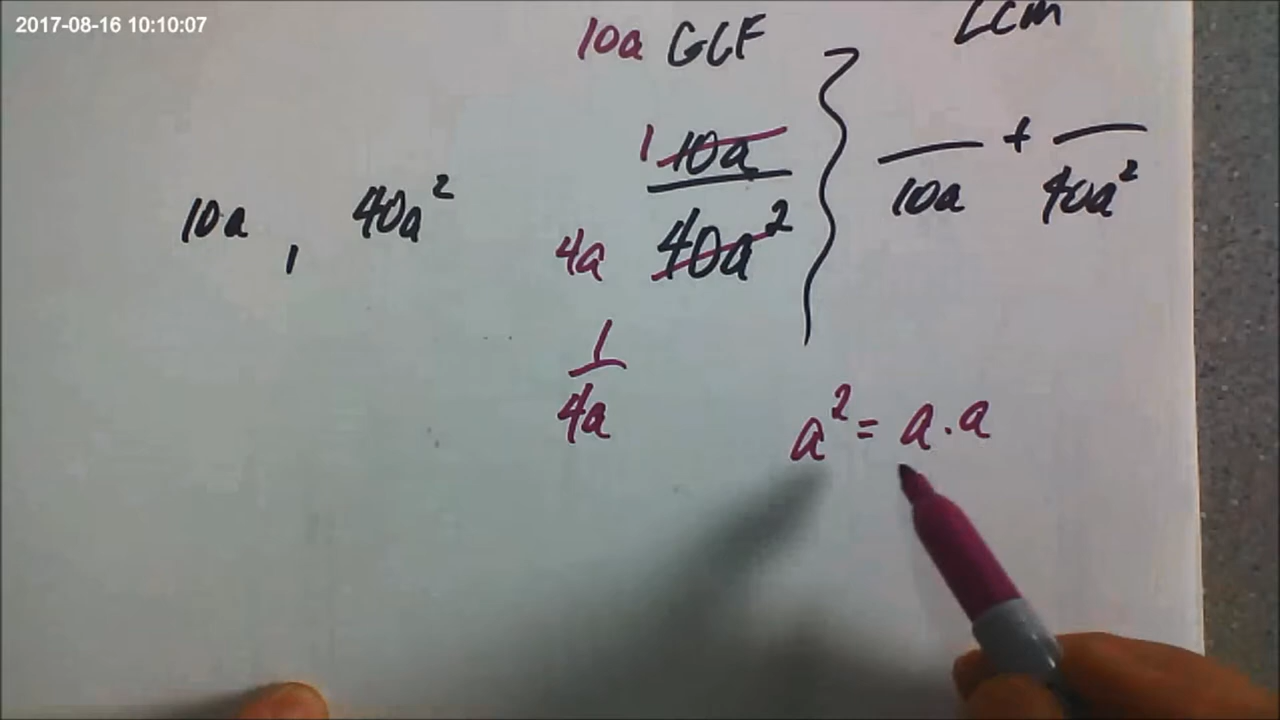 2017-08-16 10:10:07
10a GCF
LCM
10a , 40a²
1 10a
4a 40a²
1
4a
— + —
10a 40a²
a² = a · a